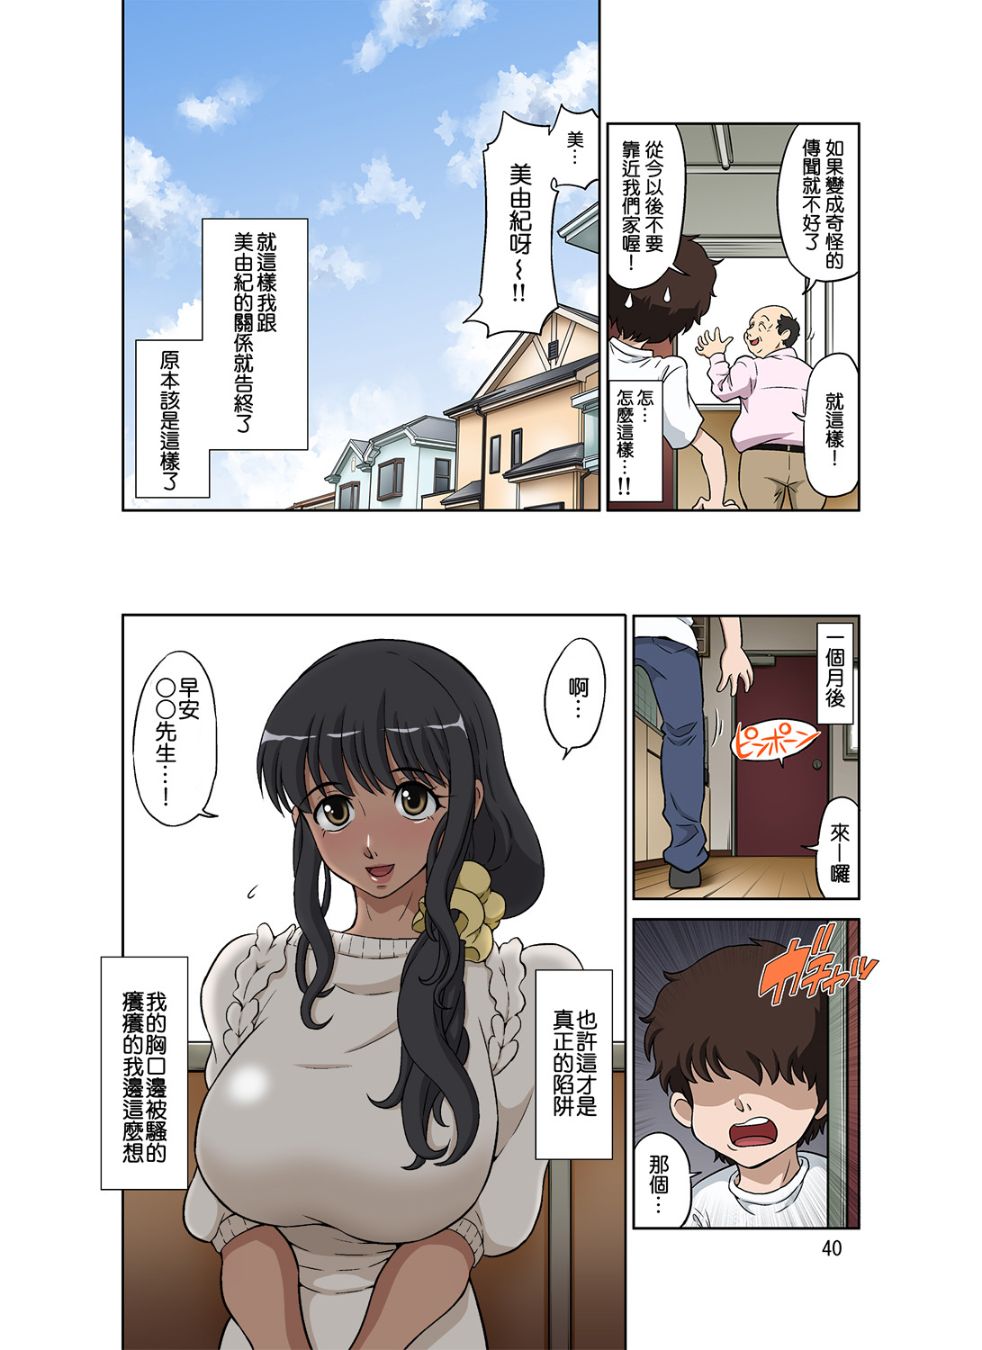 如果變成奇怪的
傳聞就不好了
從今以後不要
靠近我們家喔！
就這樣！
怎…
怎麼這樣…!!
美…
美由紀呀～!!
就這樣我跟
美由紀的關係就告終了
原本該是這樣了
一個月後
ピンポーン
來—囉
ガチャッ
那個…
啊…
早安
○○先生…！
也許這才是
真正的陷阱
我的胸口邊被騷的
癢癢的我邊這麼想
40